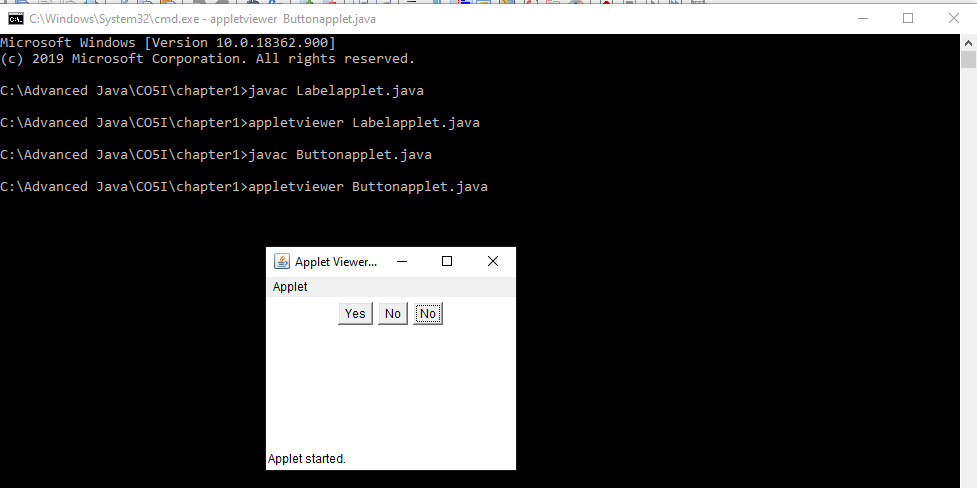 C:\Windows\System32\cmd.exe - appletviewer Buttonapplet.java
Microsoft Windows [Version 10.0.18362.900]
(c) 2019 Microsoft Corporation. All rights reserved.
C:\Advanced Java\CO5I\chapter1>javac Labelapplet.java
C:\Advanced Java\CO5I\chapter1>appletviewer Labelapplet.java
C:\Advanced Java\CO5I\chapter1>javac Buttonapplet.java
C:\Advanced Java\CO5I\chapter1>appletviewer Buttonapplet.java
Applet Viewer...
Applet
Yes No No
Applet started.